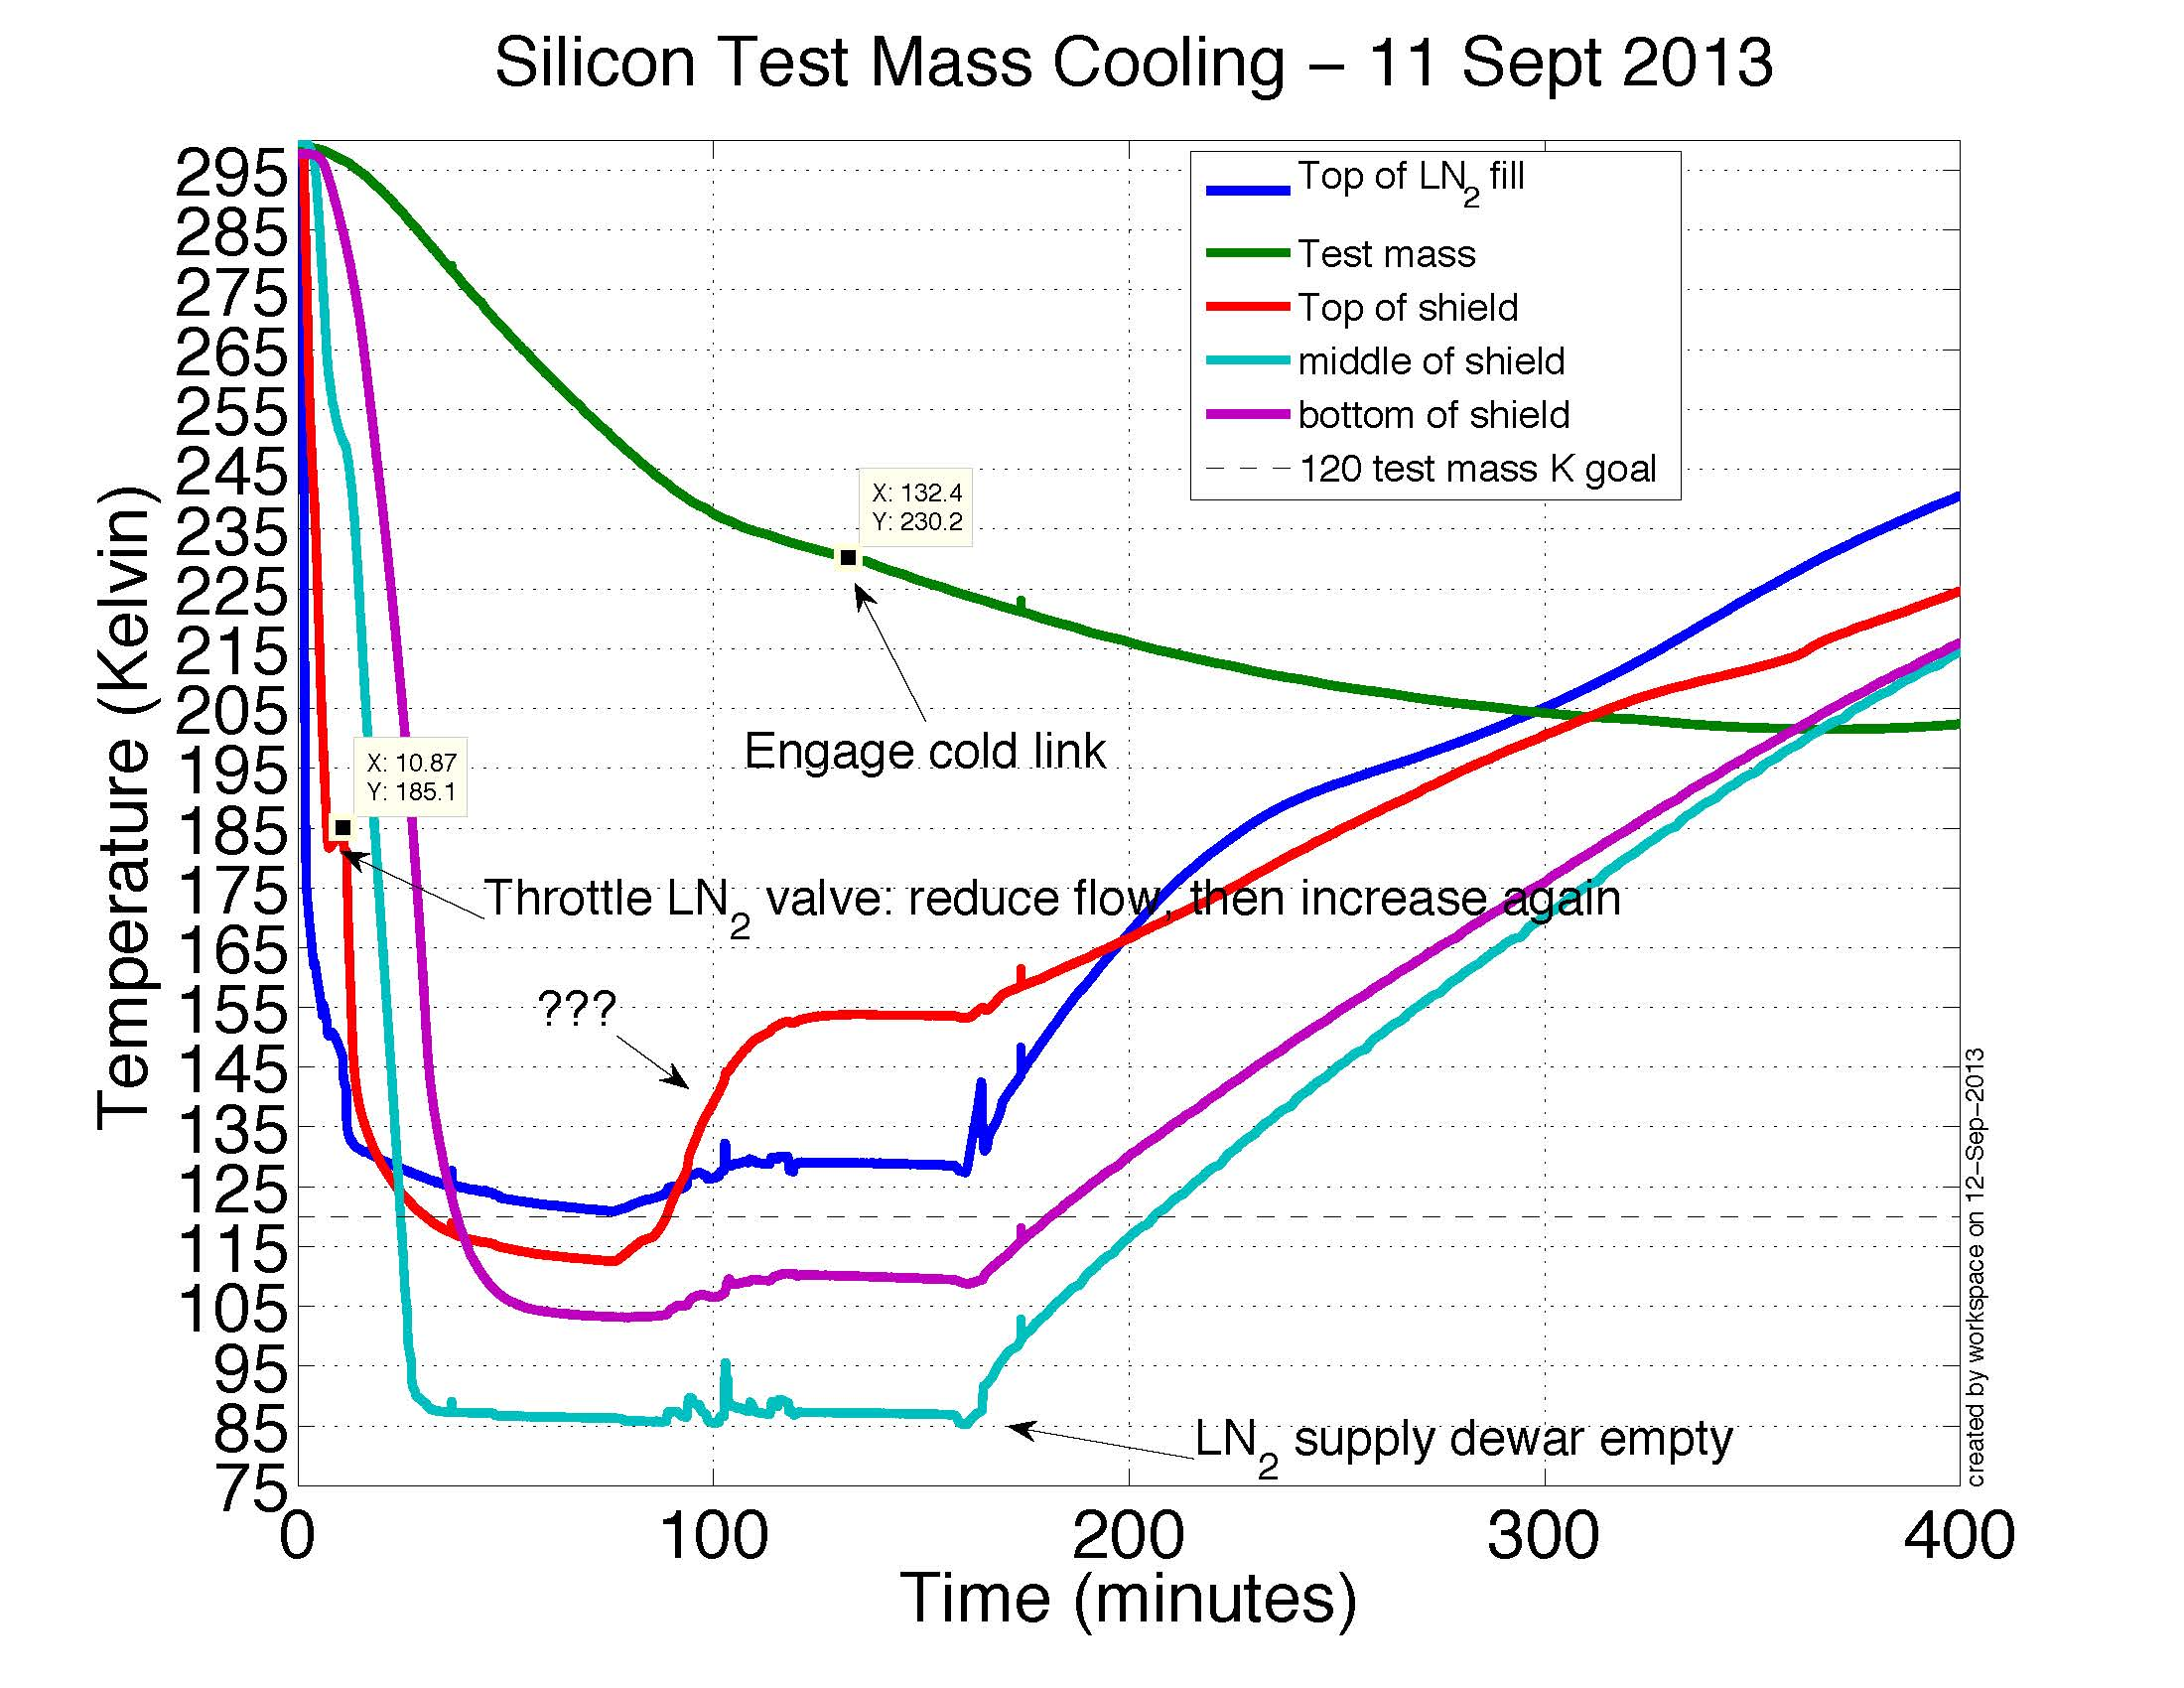 Silicon Test Mass Cooling – 11 Sept 2013
Temperature (Kelvin)
295
285
275
265
255
245
235
225
215
205
195
185
175
165
155
145
135
125
115
105
95
85
75
Top of LN2 fill
Test mass
Top of shield
middle of shield
bottom of shield
120 test mass K goal
X: 132.4
Y: 230.2
Engage cold link
X: 10.87
Y: 185.1
Throttle LN2 valve: reduce flow, then increase again
???
LN2 supply dewar empty
0 100 200 300 400
Time (minutes)
created by workspace on 12−Sep−2013